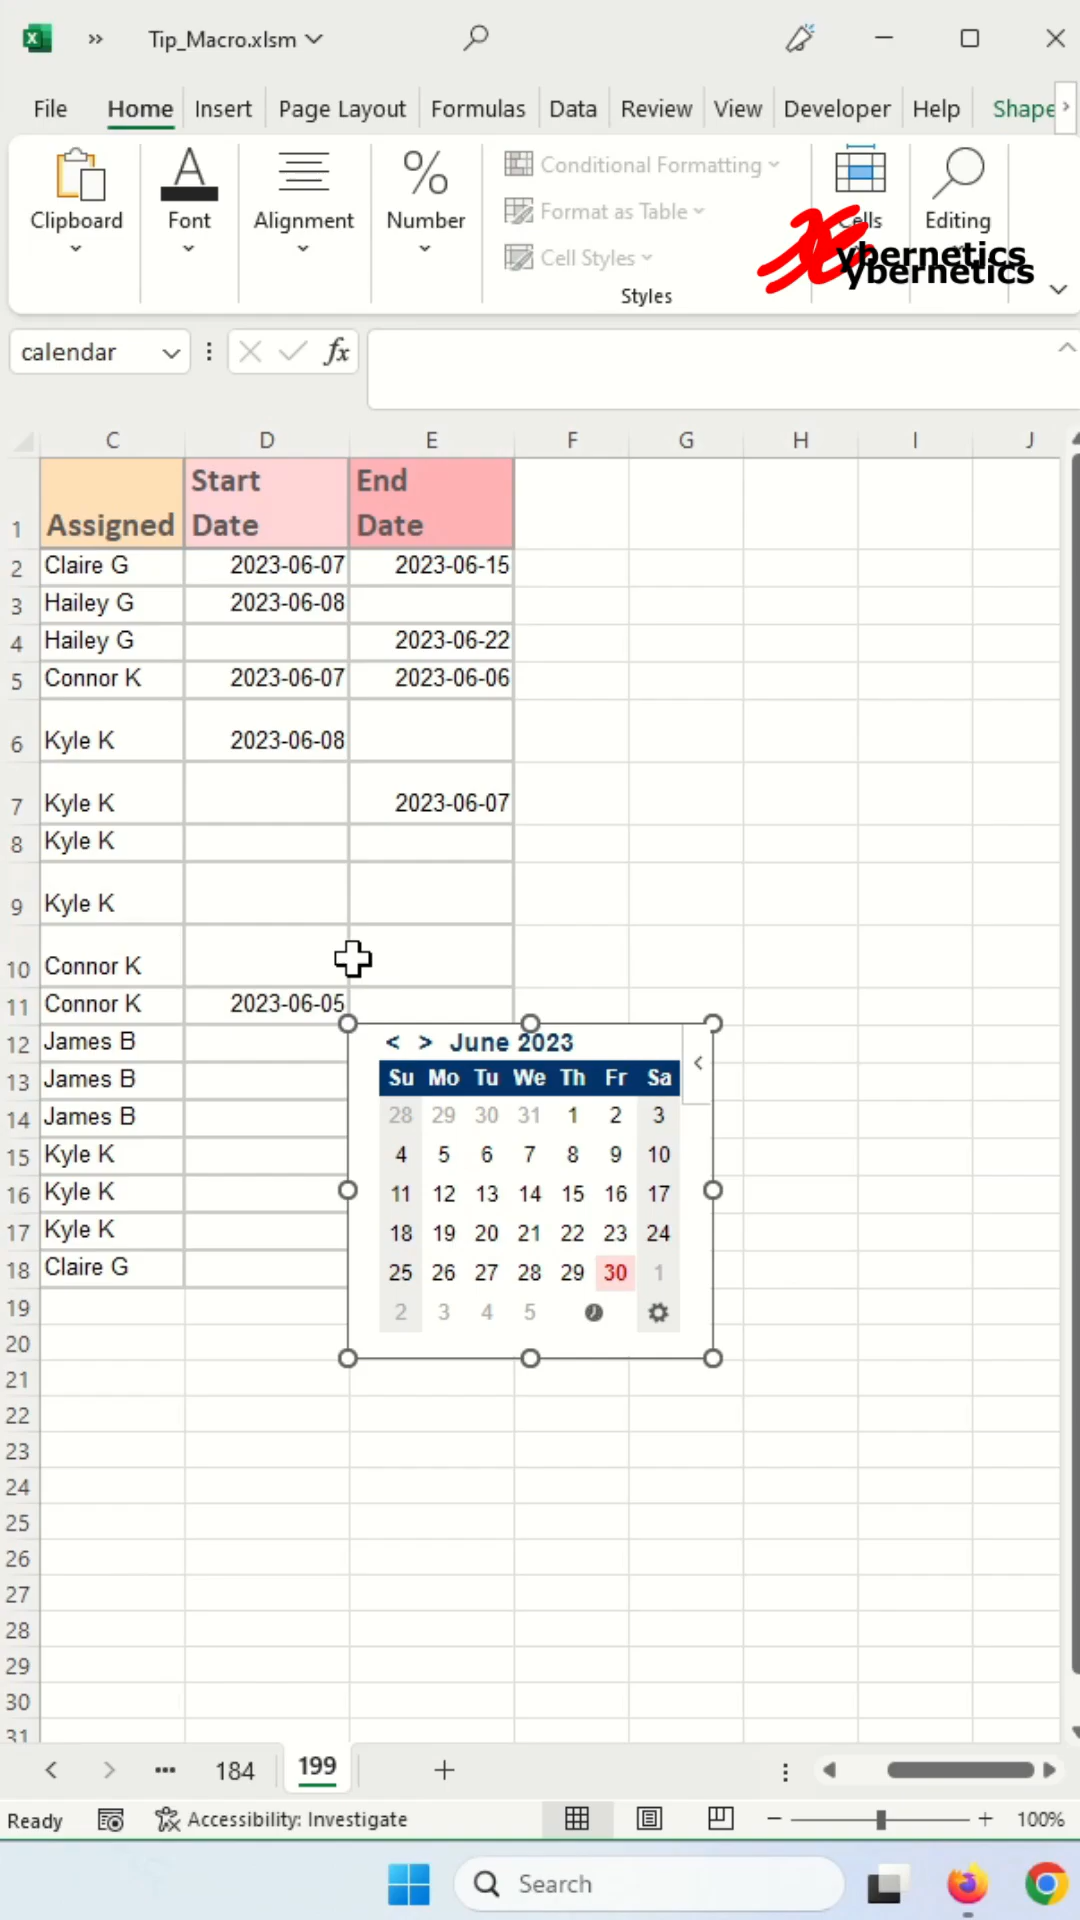 Tip_Macro.xlsm
File Home Insert Page Layout Formulas Data Review View Developer Help Shape
Clipboard Font Alignment Number Conditional Formatting Format as Table Cell Styles Styles Cells Editing
ybernetics
ybernetics
calendar fx
C D E F G H I J
1 Assigned Start Date End Date
2 Claire G 2023-06-07 2023-06-15
3 Hailey G 2023-06-08
4 Hailey G 2023-06-22
5 Connor K 2023-06-07 2023-06-06
6 Kyle K 2023-06-08
7 Kyle K 2023-06-07
8 Kyle K
9 Kyle K
10 Connor K
11 Connor K 2023-06-05
12 James B
13 James B
14 James B
15 Kyle K
16 Kyle K
17 Kyle K
18 Claire G
19
20
21
22
23
24
25
26
27
28
29
30
31
< > June 2023
Su Mo Tu We Th Fr Sa
28 29 30 31 1 2 3
4 5 6 7 8 9 10
11 12 13 14 15 16 17
18 19 20 21 22 23 24
25 26 27 28 29 30 1
2 3 4 5
184 199
Ready Accessibility: Investigate 100%
Search